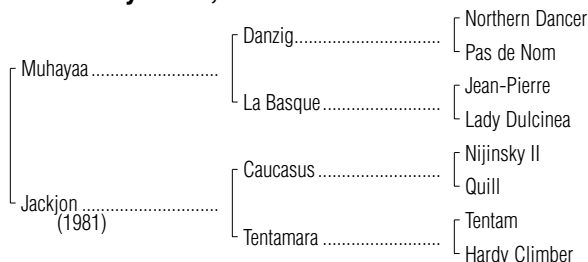 Northern Dancer
Danzig
Pas de Nom
Muhayaa
Jean-Pierre
La Basque
Lady Dulcinea
Nijinsky II
Caucasus
Quill
Jackjon
(1981)
Tentam
Tentamara
Hardy Climber